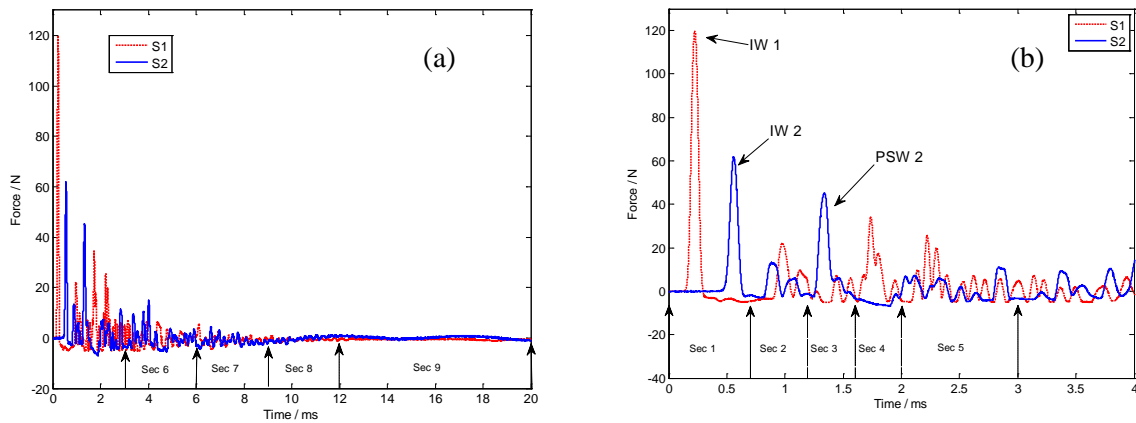 120
100
80
60
40
20
0
-20
Force / N
S1
S2
(a)
Sec 6
Sec 7
Sec 8
Sec 9
0
2
4
6
8
10
12
14
16
18
20
Time / ms
120
100
80
60
40
20
0
-20
-40
Force / N
S1
S2
(b)
IW 1
IW 2
PSW 2
Sec 1
Sec 2
Sec 3
Sec 4
Sec 5
0
0.5
1
1.5
2
2.5
3
3.5
4
Time / ms